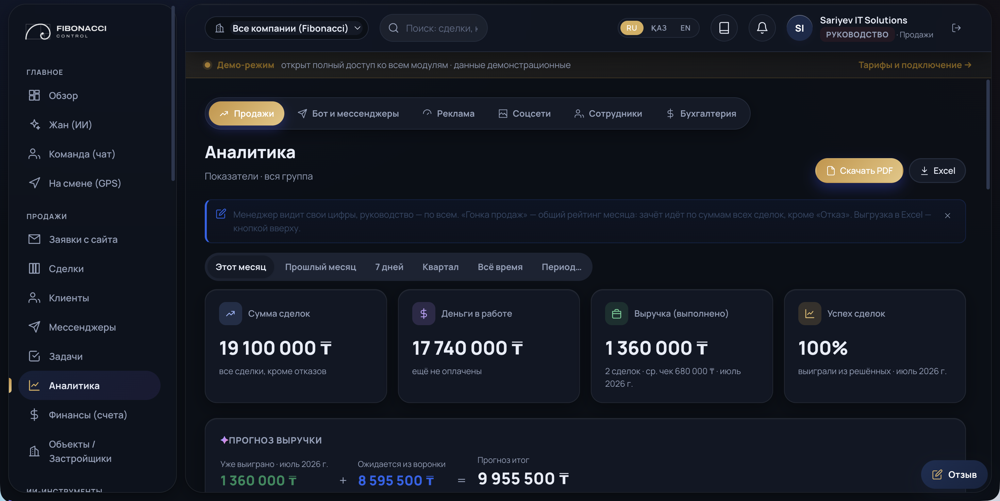 FIBONACCI
CONTROL
ГЛАВНОЕ
Обзор
Жан (ИИ)
Команда (чат)
На смене (GPS)
ПРОДАЖИ
Заявки с сайта
Сделки
Клиенты
Мессенджеры
Задачи
Аналитика
Финансы (счета)
Объекты /
Застройщики
ИИ-ИНСТРУМЕНТЫ
Все компании (Fibonacci)
Поиск: сделки, к
RU ҚАЗ EN
SI
Sariyev IT Solutions
РУКОВОДСТВО · Продажи
Демо-режим открыт полный доступ ко всем модулям · данные демонстрационные
Тарифы и подключение →
Продажи Бот и мессенджеры Реклама Соцсети Сотрудники Бухгалтерия
Аналитика
Показатели · вся группа
Скачать PDF Excel
Менеджер видит свои цифры, руководство — по всем. «Гонка продаж» — общий рейтинг месяца: зачёт идёт по суммам всех сделок, кроме «Отказ». Выгрузка в Excel —
кнопкой вверху.
Этот месяц Прошлый месяц 7 дней Квартал Всё время Период...
Сумма сделок
19 100 000 ₸
все сделки, кроме отказов
Деньги в работе
17 740 000 ₸
ещё не оплачены
Выручка (выполнено)
1 360 000 ₸
2 сделок · ср. чек 680 000 ₸ · июль
2026 г.
Успех сделок
100%
выиграли из решённых · июль 2026 г.
ПРОГНОЗ ВЫРУЧКИ
Уже выиграно · июль 2026 г.
1 360 000 ₸
+
Ожидается из воронки
8 595 500 ₸
=
Прогноз итог
9 955 500 ₸
Отзыв